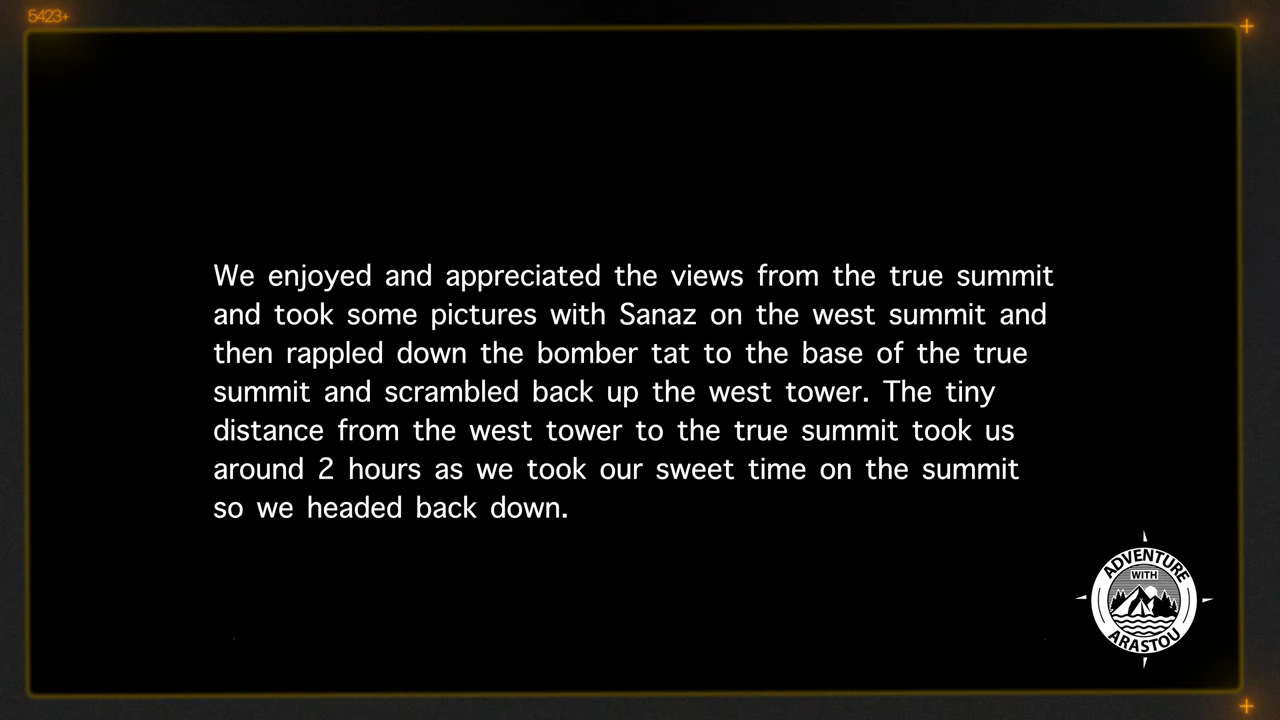 5423+
We enjoyed and appreciated the views from the true summit
and took some pictures with Sanaz on the west summit and
then rappled down the bomber tat to the base of the true
summit and scrambled back up the west tower. The tiny
distance from the west tower to the true summit took us
around 2 hours as we took our sweet time on the summit
so we headed back down.
ADVENTURE
WITH
ARASTOU